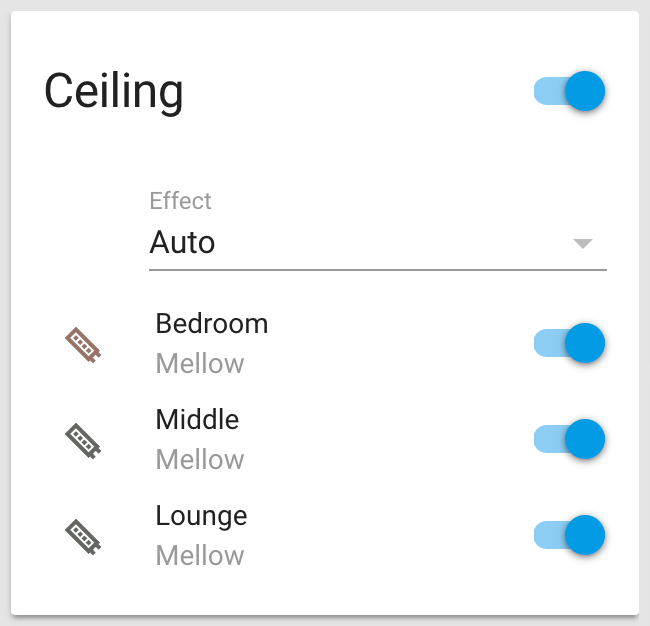 Ceiling
Effect
Auto
Bedroom
Mellow
Middle
Mellow
Lounge
Mellow